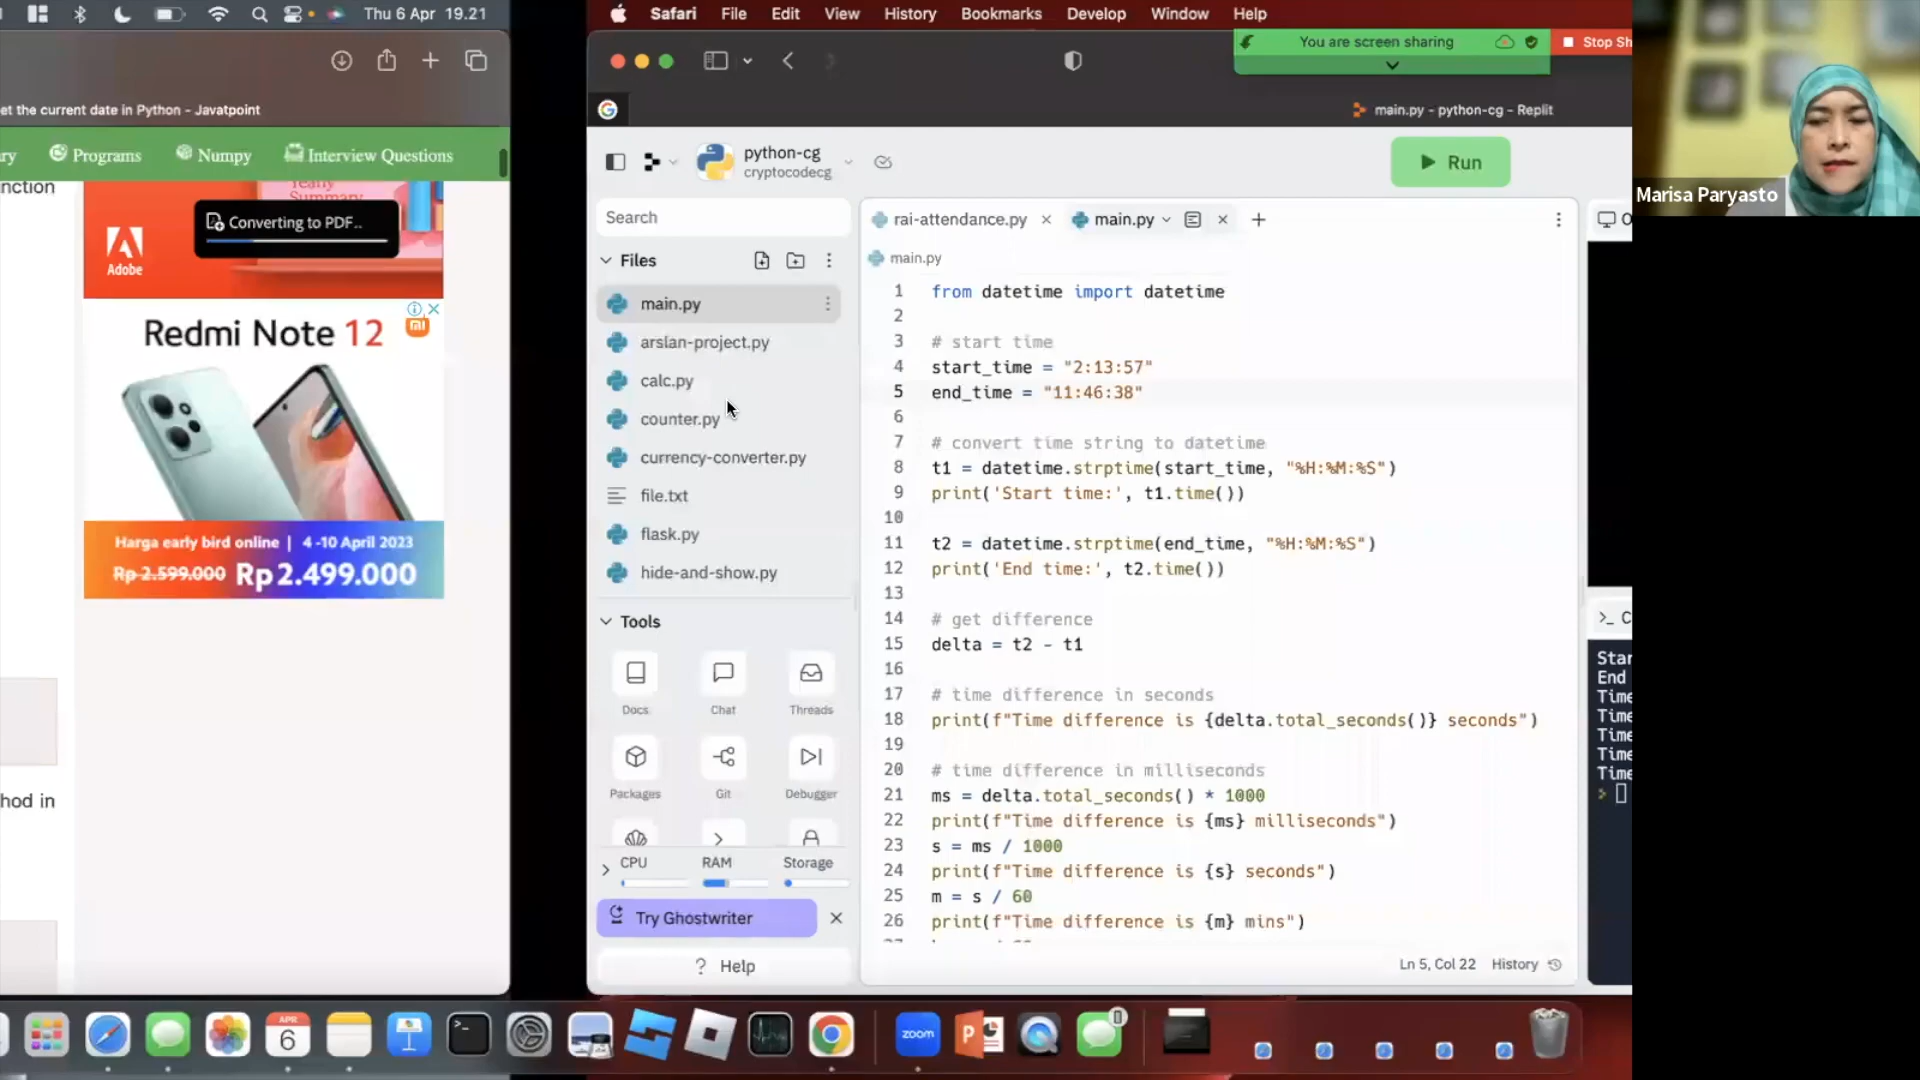 Thu 6 Apr 19.21
et the current date in Python - Javatpoint
ry
Programs
Numpy
Interview Questions
nction
Yearly
Summary
Converting to PDF..
Adobe
Redmi Note 12
Harga early bird online | 4 -10 April 2023
Rp 2.599.000 Rp 2.499.000
hod in
Safari File Edit View History Bookmarks Develop Window Help
You are screen sharing
Stop Sh
main.py - python-cg - Replit
python-cg
cryptocodecg
Run
Search
Files
main.py
arslan-project.py
calc.py
counter.py
currency-converter.py
file.txt
flask.py
hide-and-show.py
Tools
Docs
Chat
Threads
Packages
Git
Debugger
CPU
RAM
Storage
Try Ghostwriter
? Help
rai-attendance.py
main.py
main.py
1 from datetime import datetime
2
3 # start time
4 start_time = "2:13:57"
5 end_time = "11:46:38"
6
7 # convert time string to datetime
8 t1 = datetime.strptime(start_time, "%H:%M:%S")
9 print('Start time:', t1.time())
10
11 t2 = datetime.strptime(end_time, "%H:%M:%S")
12 print('End time:', t2.time())
13
14 # get difference
15 delta = t2 - t1
16
17 # time difference in seconds
18 print(f"Time difference is {delta.total_seconds()} seconds")
19
20 # time difference in milliseconds
21 ms = delta.total_seconds() * 1000
22 print(f"Time difference is {ms} milliseconds")
23 s = ms / 1000
24 print(f"Time difference is {s} seconds")
25 m = s / 60
26 print(f"Time difference is {m} mins")
Ln 5, Col 22 History
O
>_ C
Star
End
Time
Time
Time
Time
Time
Marisa Paryasto
APR
6
zoom